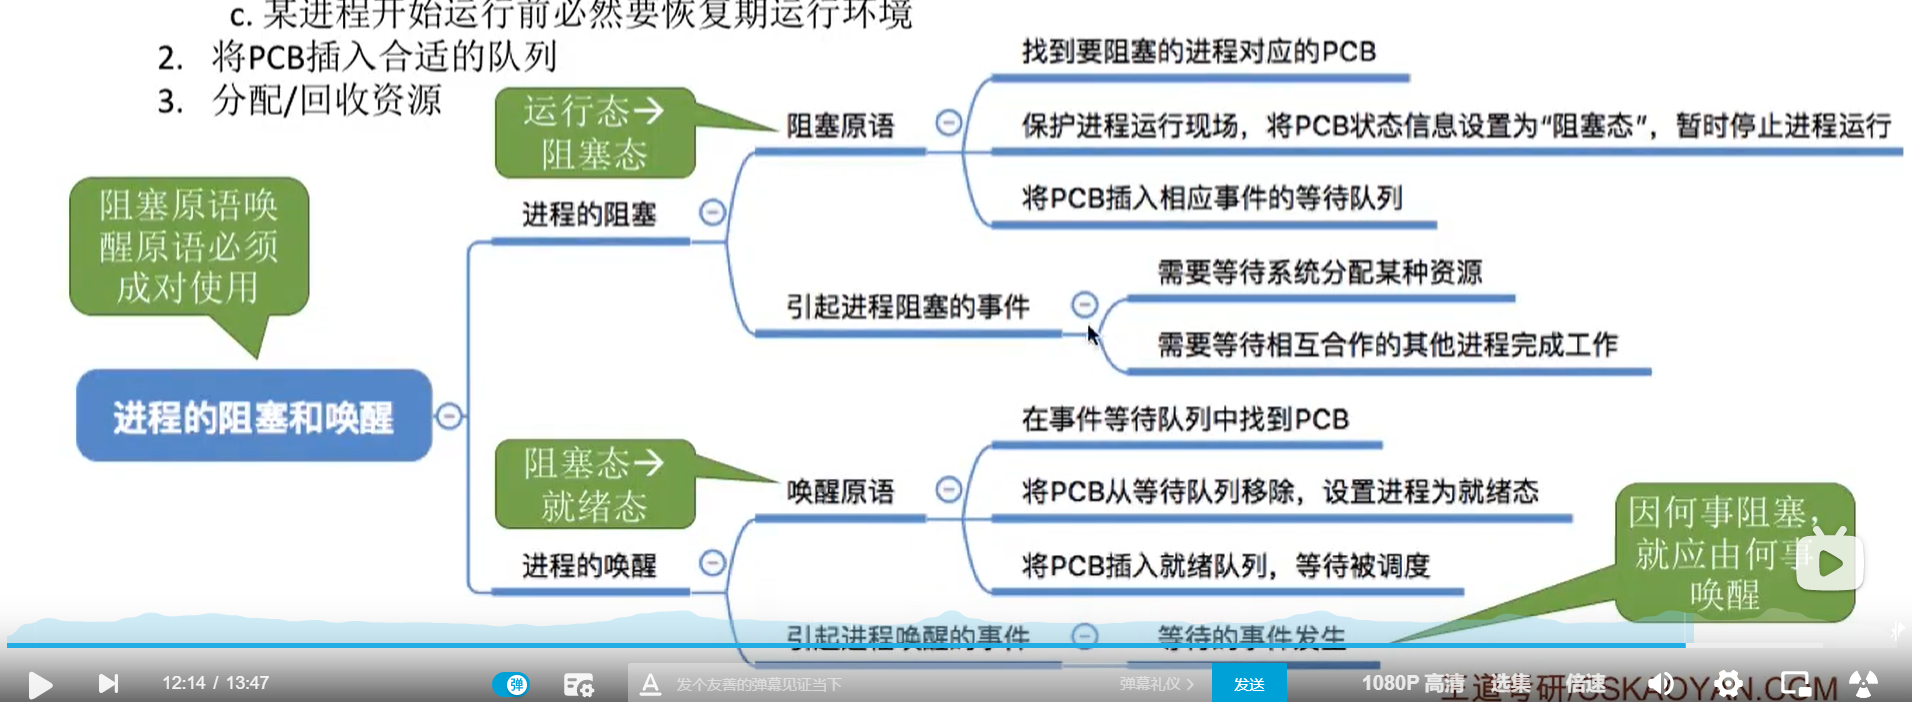 c. 某进程开始运行前必然要恢复期运行环境
2. 将PCB插入合适的队列
3. 分配/回收资源
找到要阻塞的进程对应的PCB
运行态→
阻塞态
阻塞原语
保护进程运行现场，将PCB状态信息设置为“阻塞态”，暂时停止进程运行
将PCB插入相应事件的等待队列
进程的阻塞
阻塞原语唤
醒原语必须
成对使用
引起进程阻塞的事件
需要等待系统分配某种资源
需要等待相互合作的其他进程完成工作
进程的阻塞和唤醒
在事件等待队列中找到PCB
阻塞态→
就绪态
唤醒原语
将PCB从等待队列移除，设置进程为就绪态
将PCB插入就绪队列，等待被调度
进程的唤醒
因何事阻塞，
就应由何事
唤醒
引起进程唤醒的事件
等待的事件发生
12:14 / 13:47
弹
发个友善的弹幕见证当下
弹幕礼仪 >
发送
1080P 高清
选集
倍速
王道考研/CSKAOYAN.COM